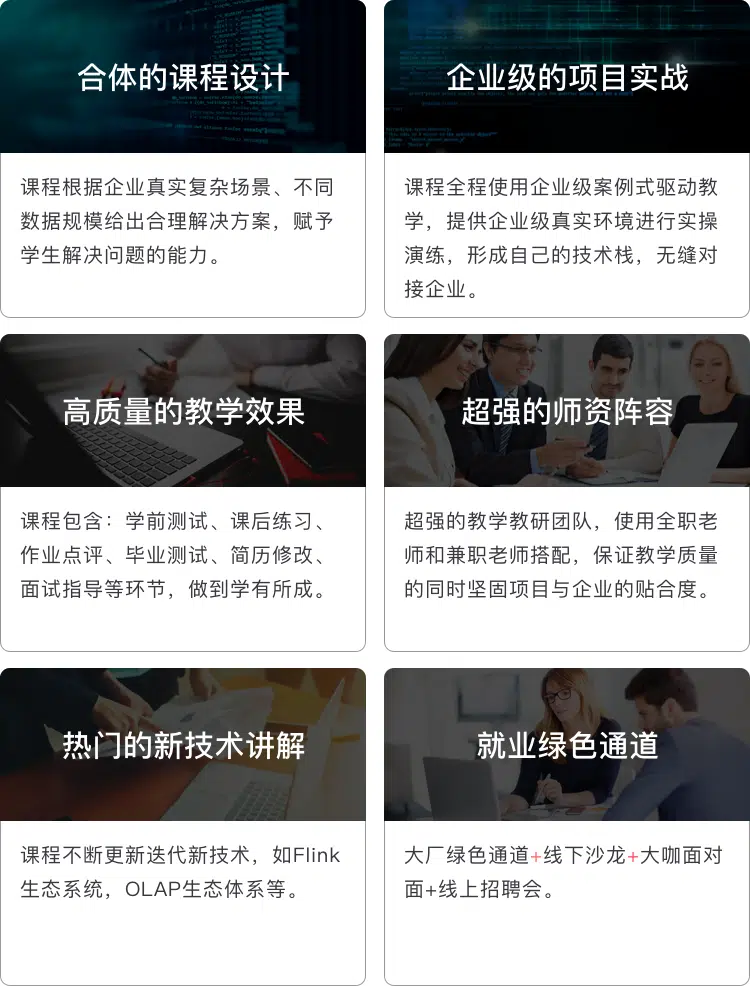 合体的课程设计
课程根据企业真实复杂场景、不同
数据规模给出合理解决方案，赋予
学生解决问题的能力。
企业级的项目实战
课程全程使用企业级案例式驱动教
学，提供企业级真实环境进行实操
演练，形成自己的技术栈，无缝对
接企业。
高质量的教学效果
课程包含：学前测试、课后练习、
作业点评、毕业测试、简历修改、
面试指导等环节，做到学有所成。
超强的师资阵容
超强的教学教研团队，使用全职老
师和兼职老师搭配，保证教学质量
的同时坚固项目与企业的贴合度。
热门的新技术讲解
课程不断更新迭代新技术，如Flink
生态系统，OLAP生态体系等。
就业绿色通道
大厂绿色通道+线下沙龙+大咖面对
面+线上招聘会。